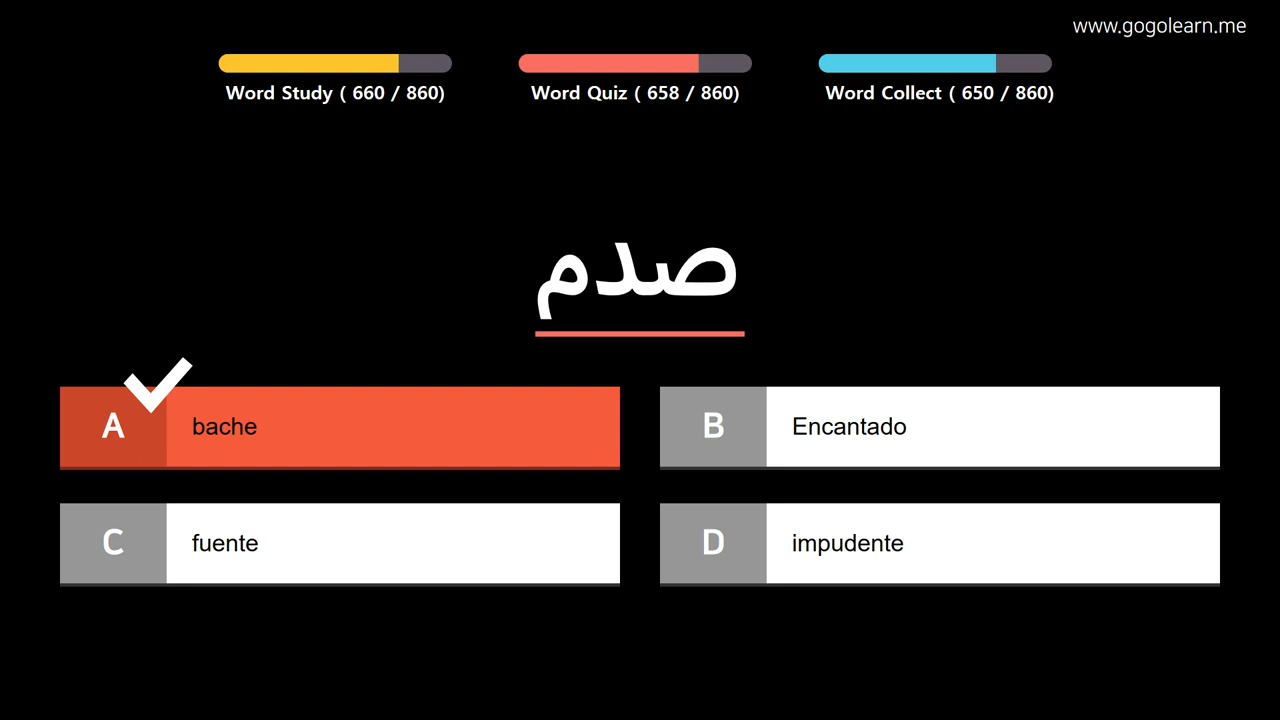 www.gogolearn.me
Word Study ( 660 / 860)
Word Quiz ( 658 / 860)
Word Collect ( 650 / 860)
صدم
A bache
B Encantado
C fuente
D impudente